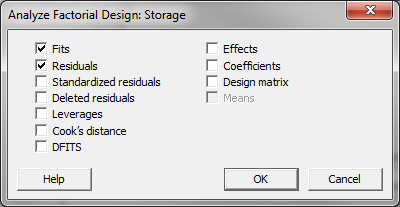 Analyze Factorial Design: Storage
Fits
Residuals
Standardized residuals
Deleted residuals
Leverages
Cook's distance
DFITS
Effects
Coefficients
Design matrix
Means
Help
OK
Cancel